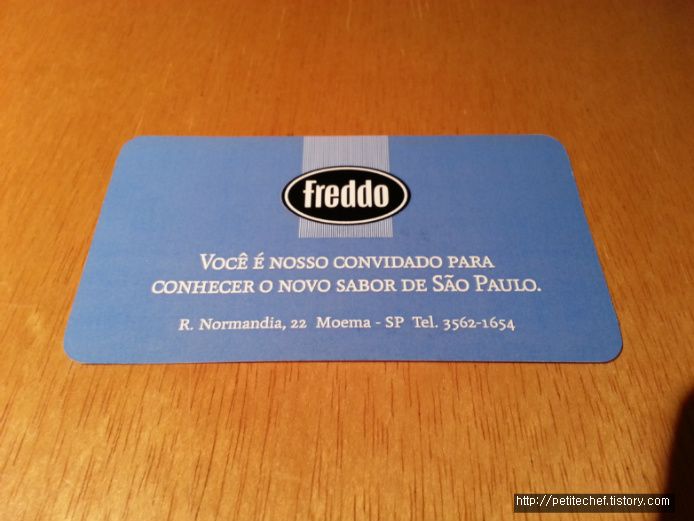 freddo
VOCÊ É NOSSO CONVIDADO PARA
CONHECER O NOVO SABOR DE SÃO PAULO.
R. Normandia, 22 Moema - SP Tel. 3562-1654
http://petitechef.tistory.com